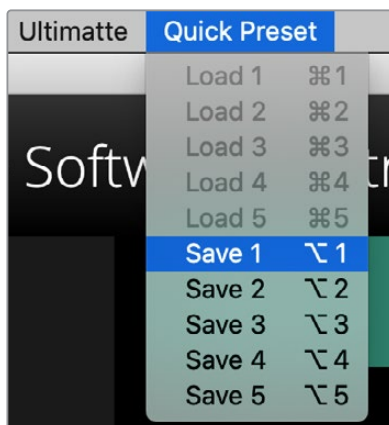 Ultimatte Quick Preset
Load 1 ⌘1
Load 2 ⌘2
Load 3 ⌘3
Load 4 ⌘4
Load 5 ⌘5
Save 1 ⌥1
Save 2 ⌥2
Save 3 ⌥3
Save 4 ⌥4
Save 5 ⌥5